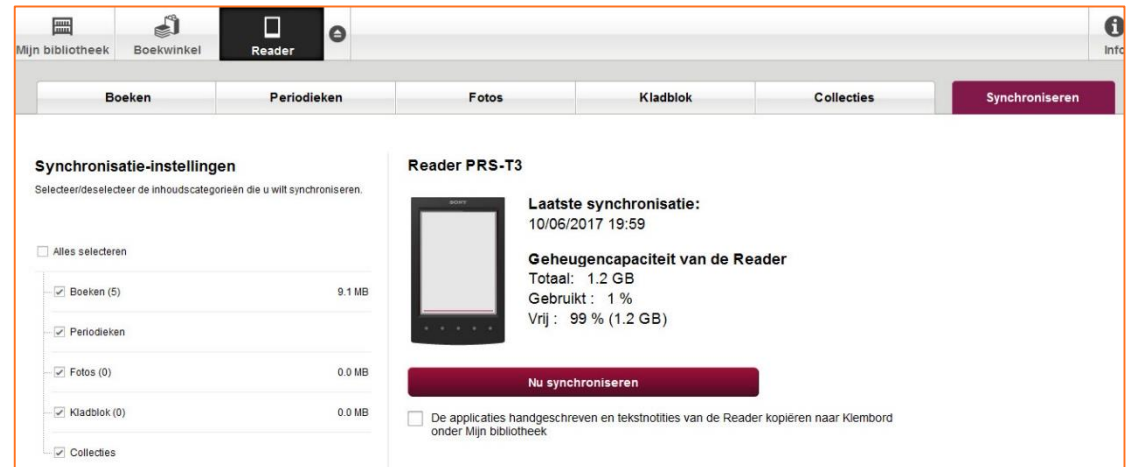 Mijn bibliotheek
Boekwinkel
Reader
Info
Boeken
Periodieken
Fotos
Kladblok
Collecties
Synchroniseren
Synchronisatie-instellingen
Selecteer/deselecteer de inhoudscategorieën die u wilt synchroniseren.
Alles selecteren
Boeken (5) 9.1 MB
Periodieken
Fotos (0) 0.0 MB
Kladblok (0) 0.0 MB
Collecties
Reader PRS-T3
SONY
Laatste synchronisatie:
10/06/2017 19:59
Geheugencapaciteit van de Reader
Totaal: 1.2 GB
Gebruikt : 1 %
Vrij : 99 % (1.2 GB)
Nu synchroniseren
De applicaties handgeschreven en tekstnotities van de Reader kopiëren naar Klembord
onder Mijn bibliotheek